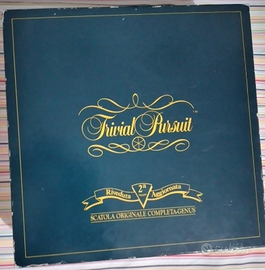 Trivial Pursuit
Riveduta 2ª Aggiornata
SCATOLA ORIGINALE COMPLETA GENUS